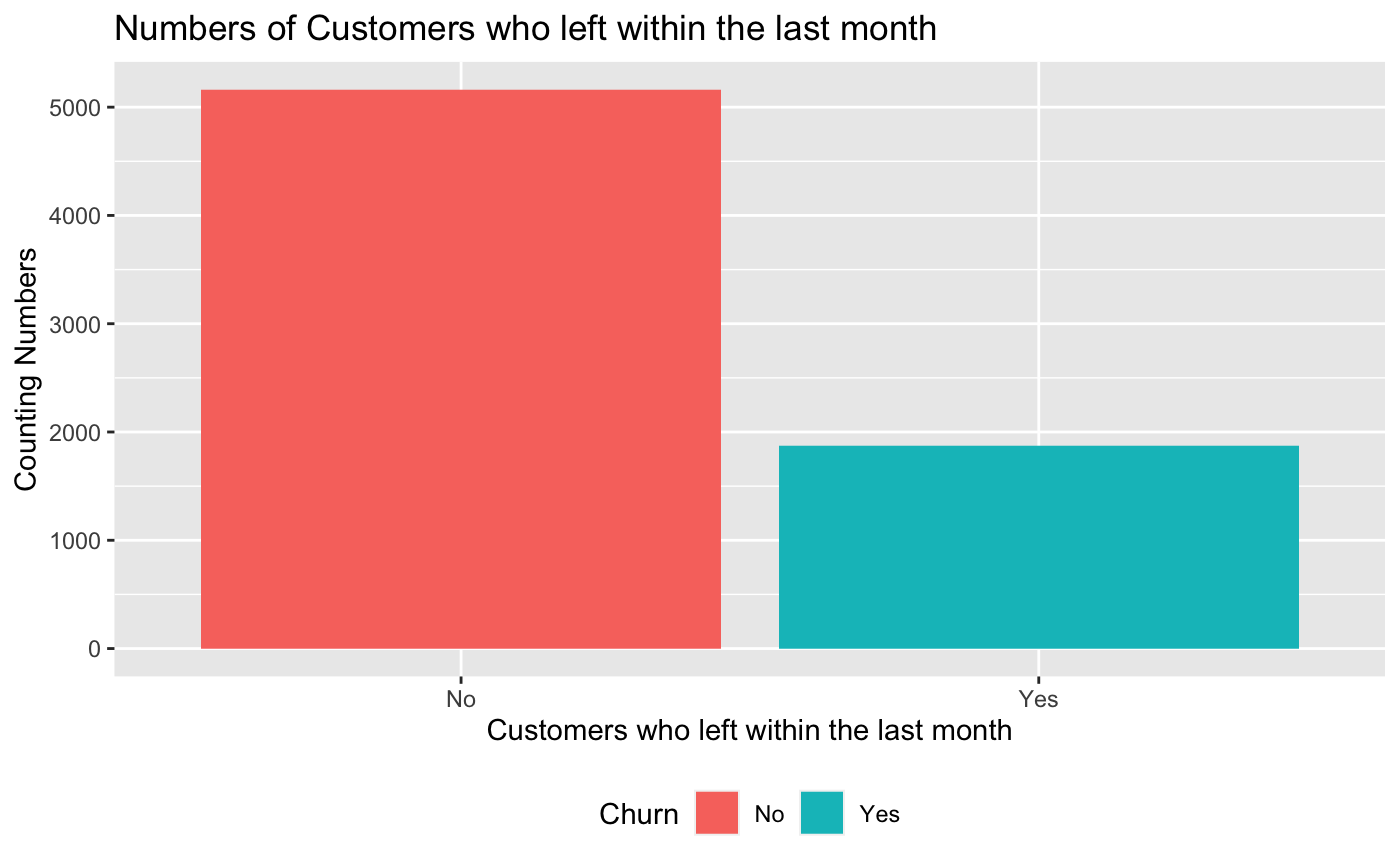 Numbers of Customers who left within the last month
Counting Numbers
5000
4000
3000
2000
1000
0
No Yes
Customers who left within the last month
Churn No Yes